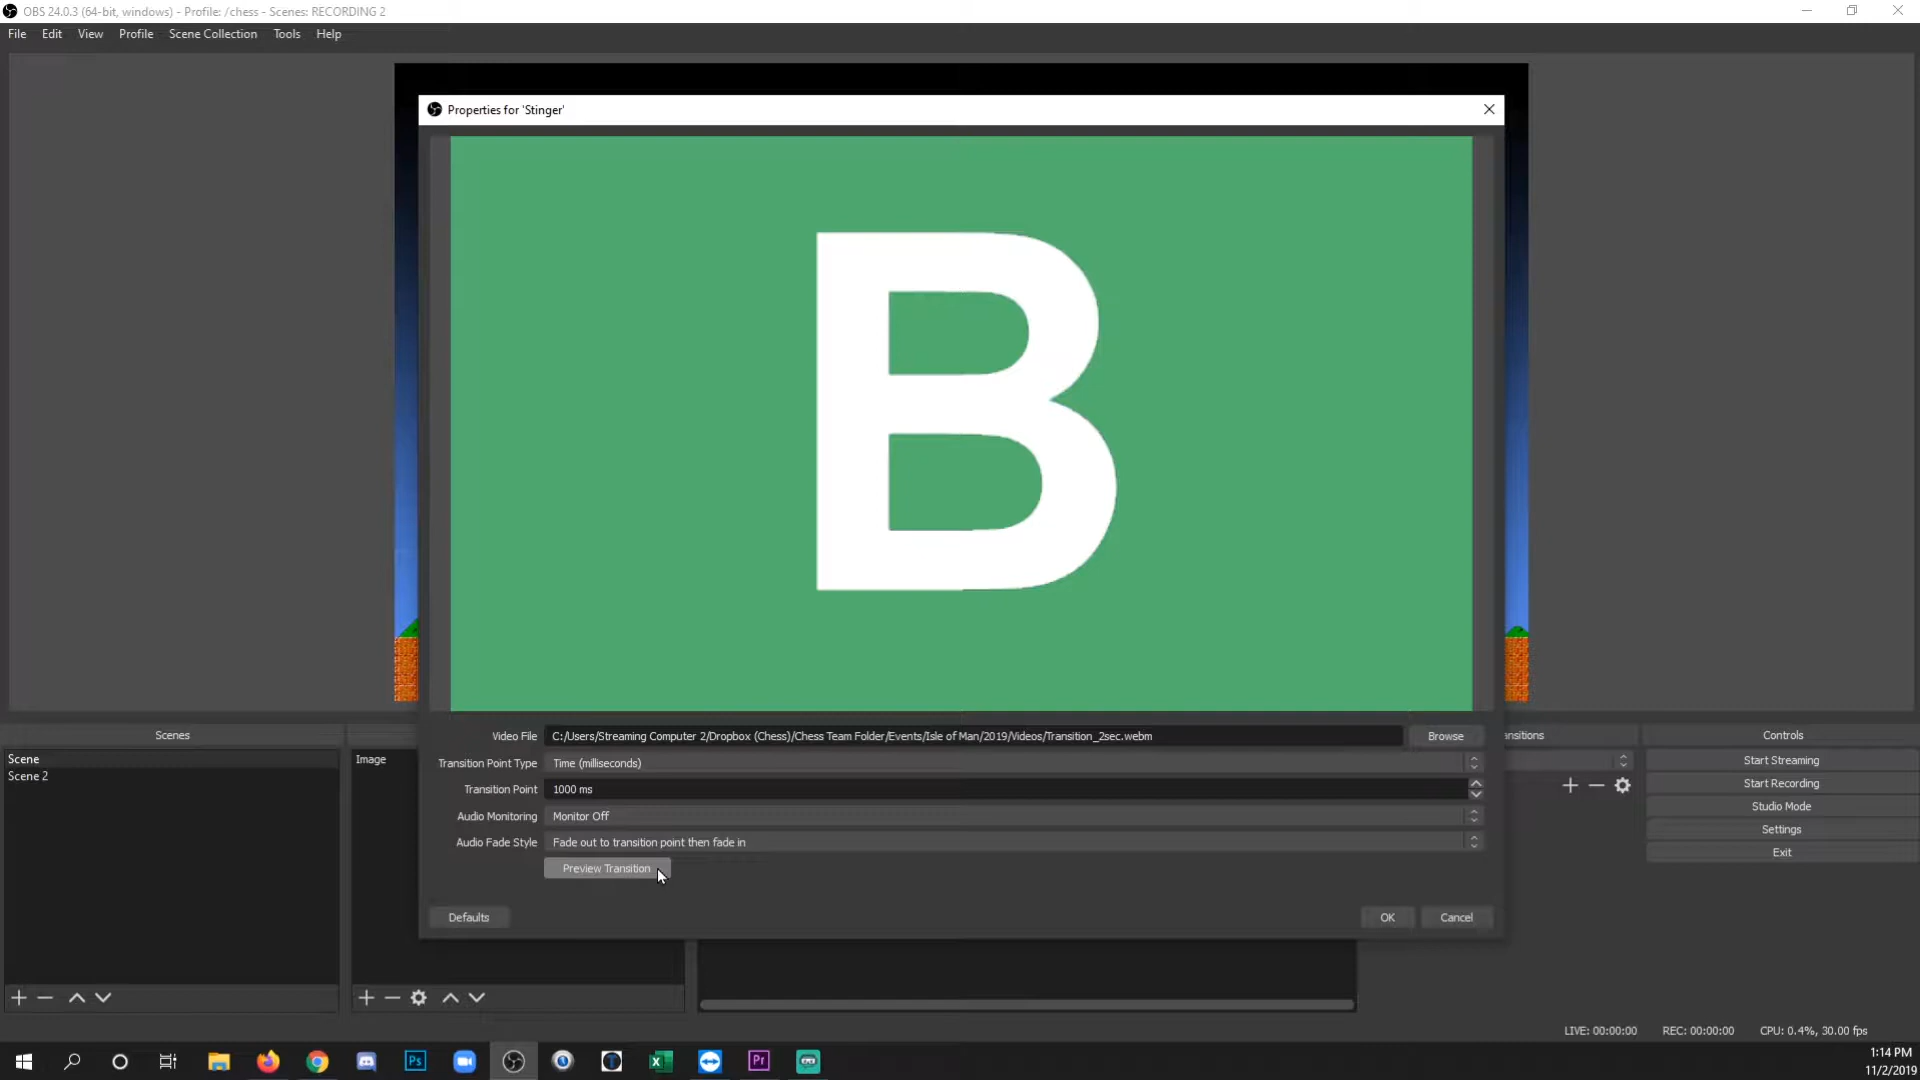 OBS 24.0.3 (64-bit, windows) - Profile: /chess - Scenes: RECORDING 2
File Edit View Profile Scene Collection Tools Help
Properties for 'Stinger'
B
Video File C:/Users/Streaming Computer 2/Dropbox (Chess)/Chess Team Folder/Events/Isle of Man/2019/Videos/Transition_2sec.webm Browse
Transition Point Type Time (milliseconds)
Transition Point 1000 ms
Audio Monitoring Monitor Off
Audio Fade Style Fade out to transition point then fade in
Preview Transition
Defaults OK Cancel
Scenes
Scene
Scene 2
Image
ansitions
Controls
Start Streaming
Start Recording
Studio Mode
Settings
Exit
LIVE: 00:00:00 REC: 00:00:00 CPU: 0.4%, 30.00 fps
Ps
T
X
Pr
1:14 PM
11/2/2019